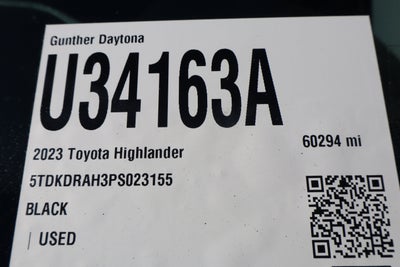 Gunther Daytona
U34163A
60294 mi
2023 Toyota Highlander
5TDKDRAH3PS023155
BLACK
| USED